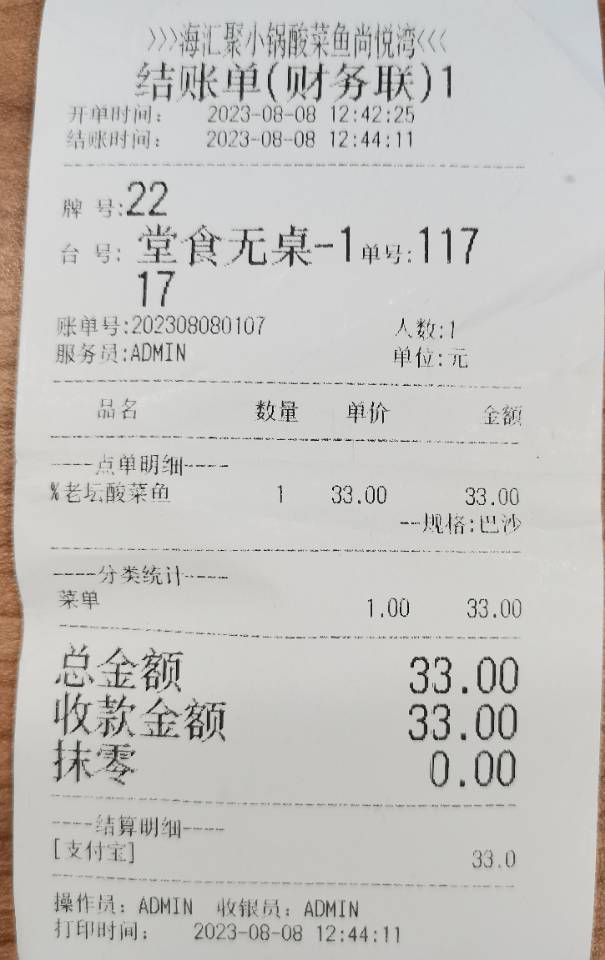 >>>海汇聚小锅酸菜鱼尚悦湾<<<
结账单(财务联)1
开单时间: 2023-08-08 12:42:25
结账时间: 2023-08-08 12:44:11
牌 号:22
台 号: 堂食无桌-1单号:117
17
账单号:202308080107 人数:1
服务员:ADMIN 单位:元
品名 数量 单价 金额
----点单明细----
%老坛酸菜鱼 1 33.00 33.00
--规格:巴沙
----分类统计----
菜单 1.00 33.00
总金额 33.00
收款金额 33.00
抹零 0.00
----结算明细----
[支付宝] 33.0
操作员: ADMIN 收银员: ADMIN
打印时间: 2023-08-08 12:44:11